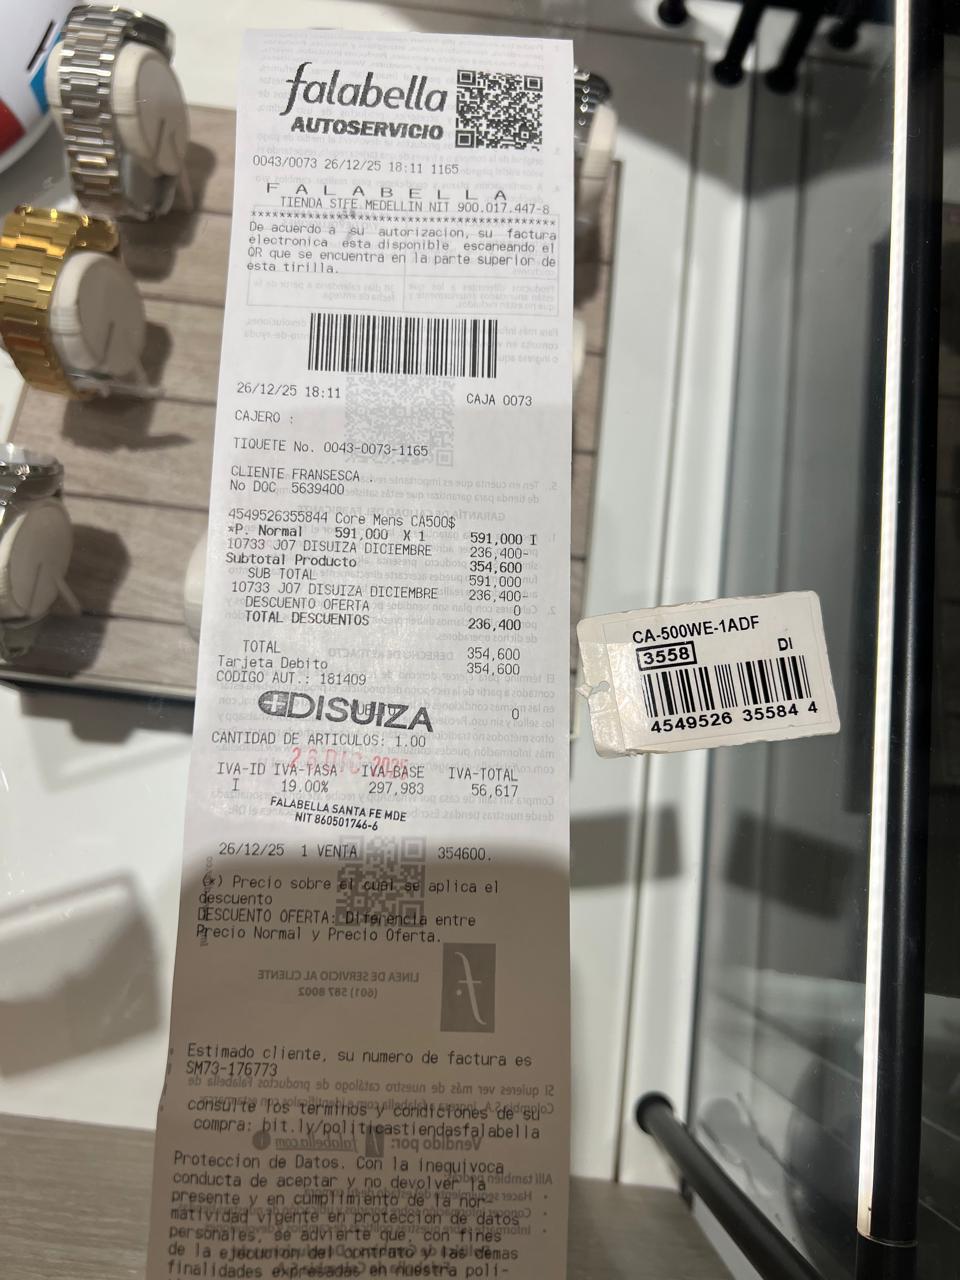 falabella
AUTOSERVICIO
0043/0073 26/12/25 18:11 1165
F A L A B E L L A
TIENDA STFE MEDELLIN NIT 900.017.447-8
****************************************
De acuerdo a su autorizacion, su factura
electronica esta disponible escaneando el
QR que se encuentra en la parte superior de
esta tirilla.
26/12/25 18:11 CAJA 0073
CAJERO :
TIQUETE No. 0043-0073-1165
CLIENTE FRANSESCA .
No DOC 5639400
4549526355844 Core Mens CA500$
*P. Normal 591,000 X 1 591,000 I
10733 J07 DISUIZA DICIEMBRE 236,400-
Subtotal Producto 354,600
SUB TOTAL 591,000
10733 J07 DISUIZA DICIEMBRE 236,400-
DESCUENTO OFERTA 0
TOTAL DESCUENTOS 236,400
TOTAL 354,600
Tarjeta Debito 354,600
CODIGO AUT.: 181409
DISUIZA 0
CANTIDAD DE ARTICULOS: 1.00
26 DIC 2025
IVA-ID IVA-TASA IVA-BASE IVA-TOTAL
I 19.00% 297,983 56,617
FALABELLA SANTA FE MDE
NIT 860501746-6
26/12/25 1 VENTA 354600.
(*) Precio sobre el cual se aplica el
descuento
DESCUENTO OFERTA: Diferencia entre
Precio Normal y Precio Oferta.
Estimado cliente, su numero de factura es
SM73-176773
consulte los terminos y condiciones de su
compra: bit.ly/politicastiendasfalabella
Proteccion de Datos. Con la inequivoca
conducta de aceptar y no devolver la
presente y en cumplimiento de la nor-
matividad vigente en proteccion de datos
personales, se advierte que, con fines
de la ejecucion del contrato y las demas
finalidades expresadas en nuestra poli-
CA-500WE-1ADF
3558 DI
4549526 35584 4